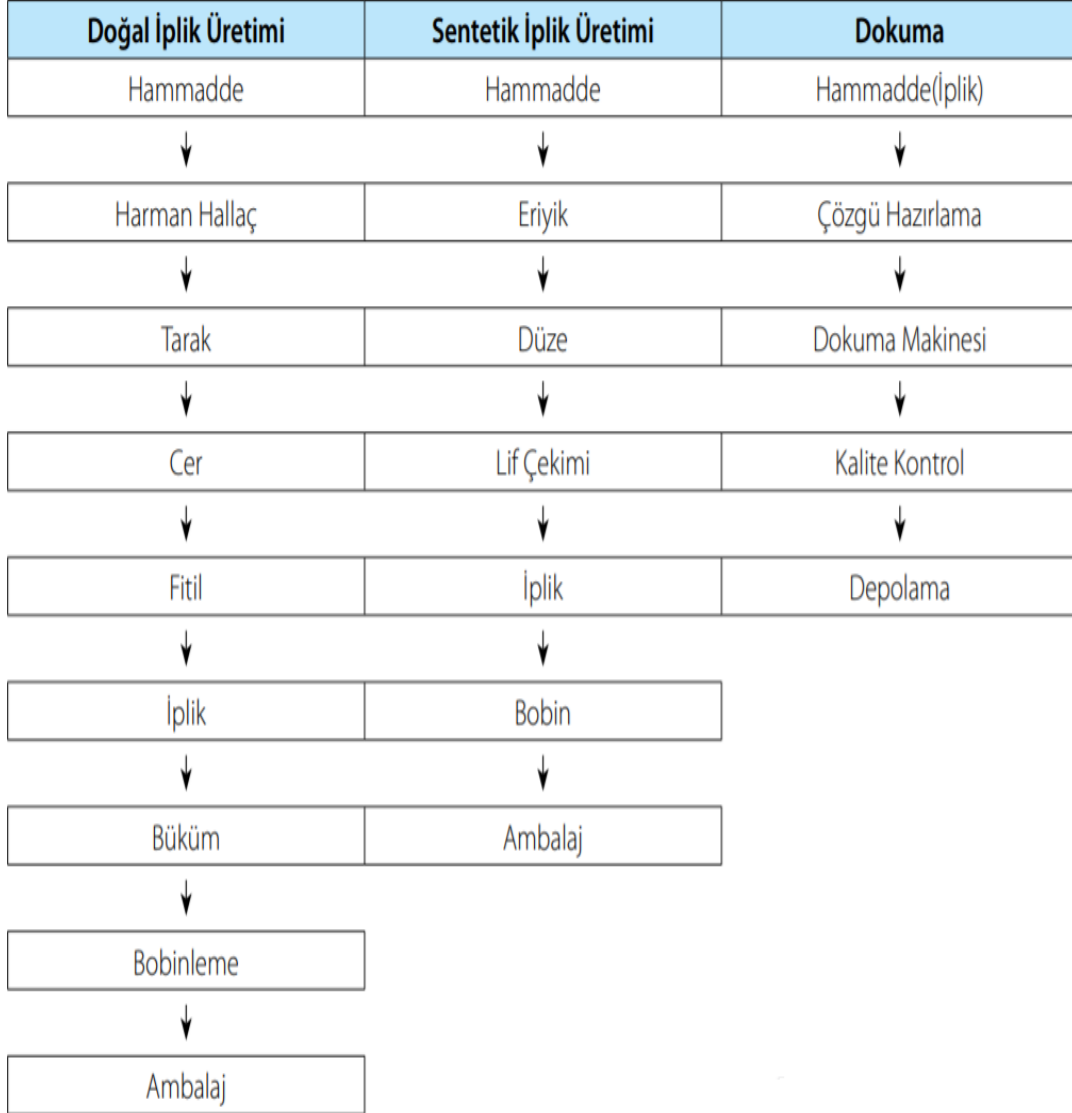 Doğal İplik Üretimi Sentetik İplik Üretimi Dokuma
Hammadde Hammadde Hammadde(İplik)
Harman Hallaç Eriyik Çözgü Hazırlama
Tarak Düze Dokuma Makinesi
Cer Lif Çekimi Kalite Kontrol
Fitil İplik Depolama
İplik Bobin
Büküm Ambalaj
Bobinleme
Ambalaj